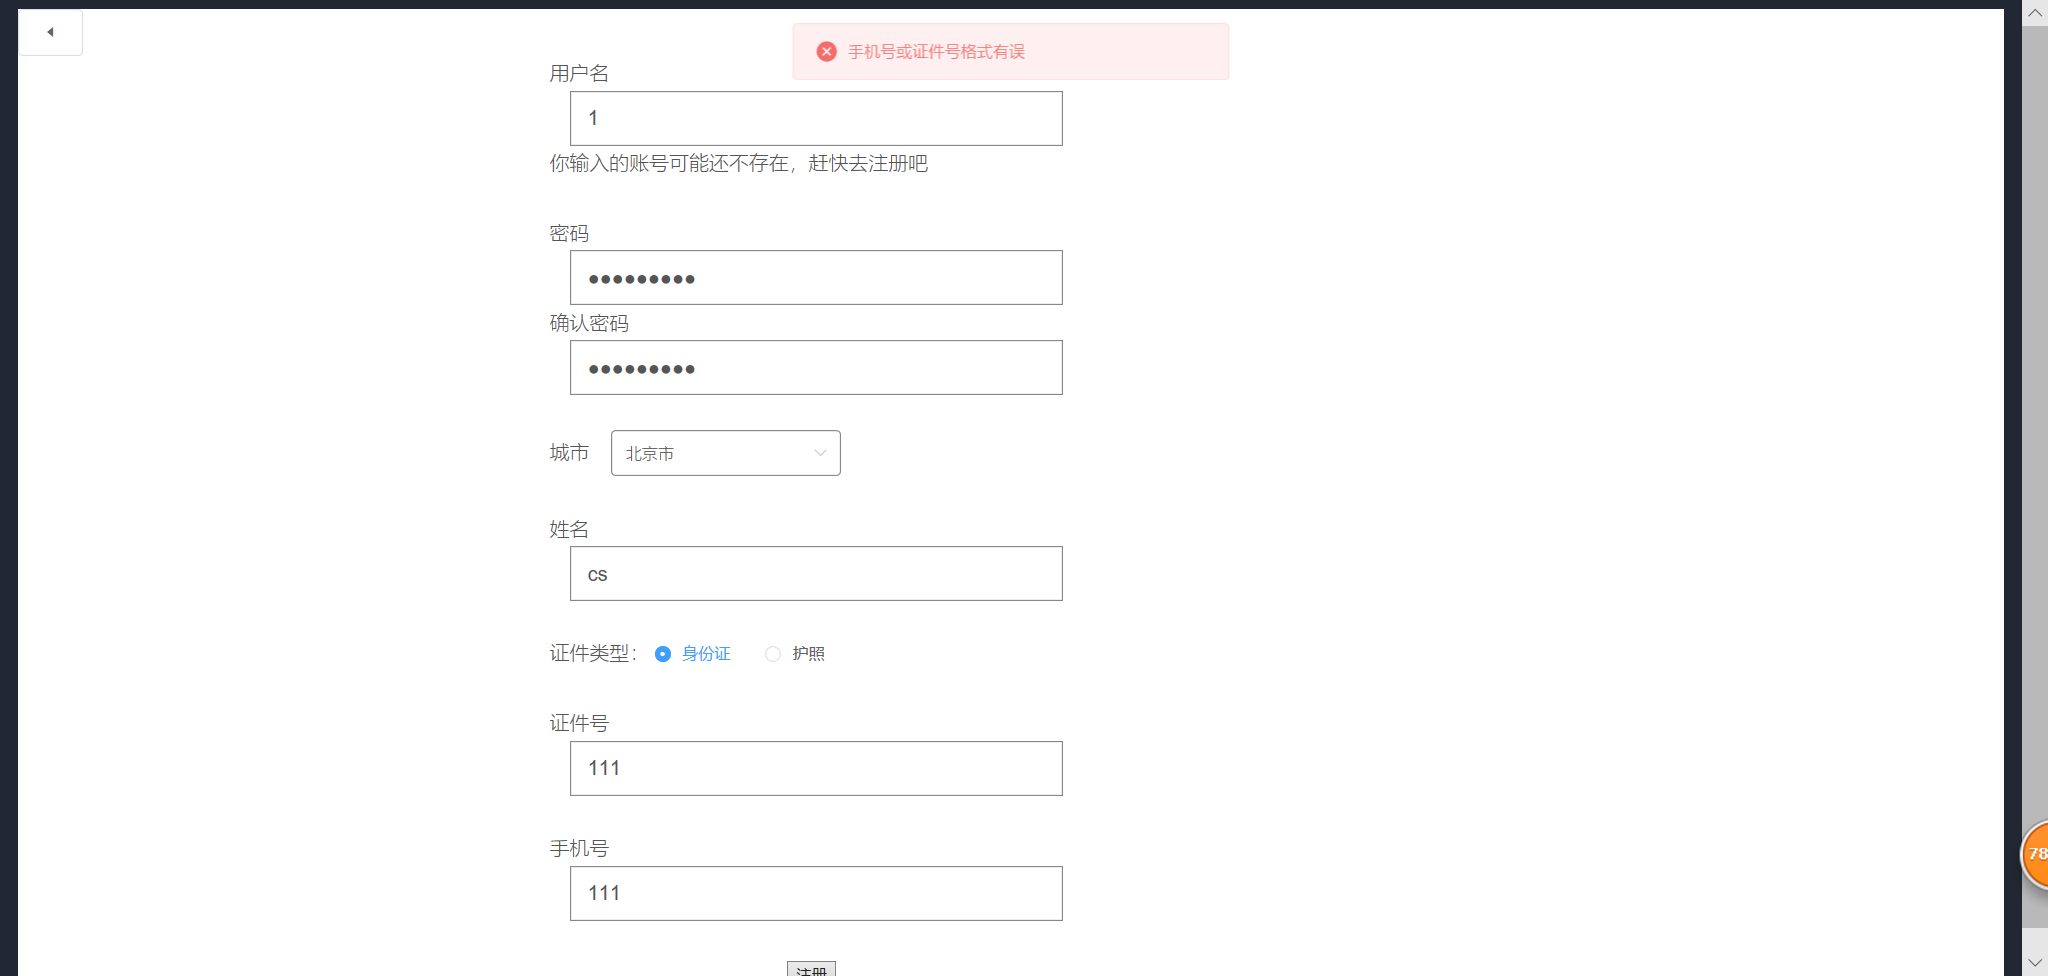 手机号或证件号格式有误
用户名
1
你输入的账号可能还不存在，赶快去注册吧
密码
●●●●●●●●●
确认密码
●●●●●●●●●
城市 北京市
姓名
cs
证件类型： 身份证 护照
证件号
111
手机号
111
注册
78